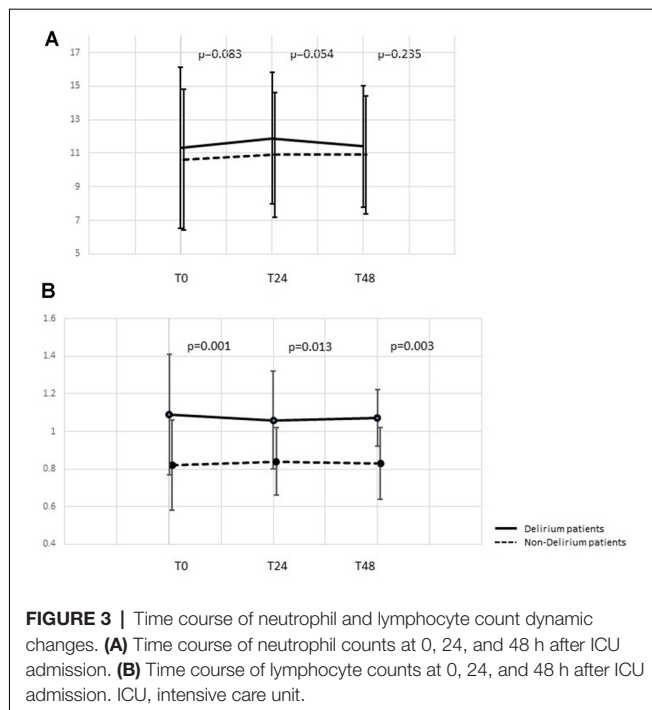 A
p=0.083 p=0.054 p=0.235
17
15
13
11
9
7
5
T0 T24 T48
B
1.6
p=0.001 p=0.013 p=0.003
1.4
1.2
1
0.8
0.6
0.4
T0 T24 T48
Delirium patients
Non-Delirium patients
FIGURE 3 | Time course of neutrophil and lymphocyte count dynamic
changes. (A) Time course of neutrophil counts at 0, 24, and 48 h after ICU
admission. (B) Time course of lymphocyte counts at 0, 24, and 48 h after ICU
admission. ICU, intensive care unit.